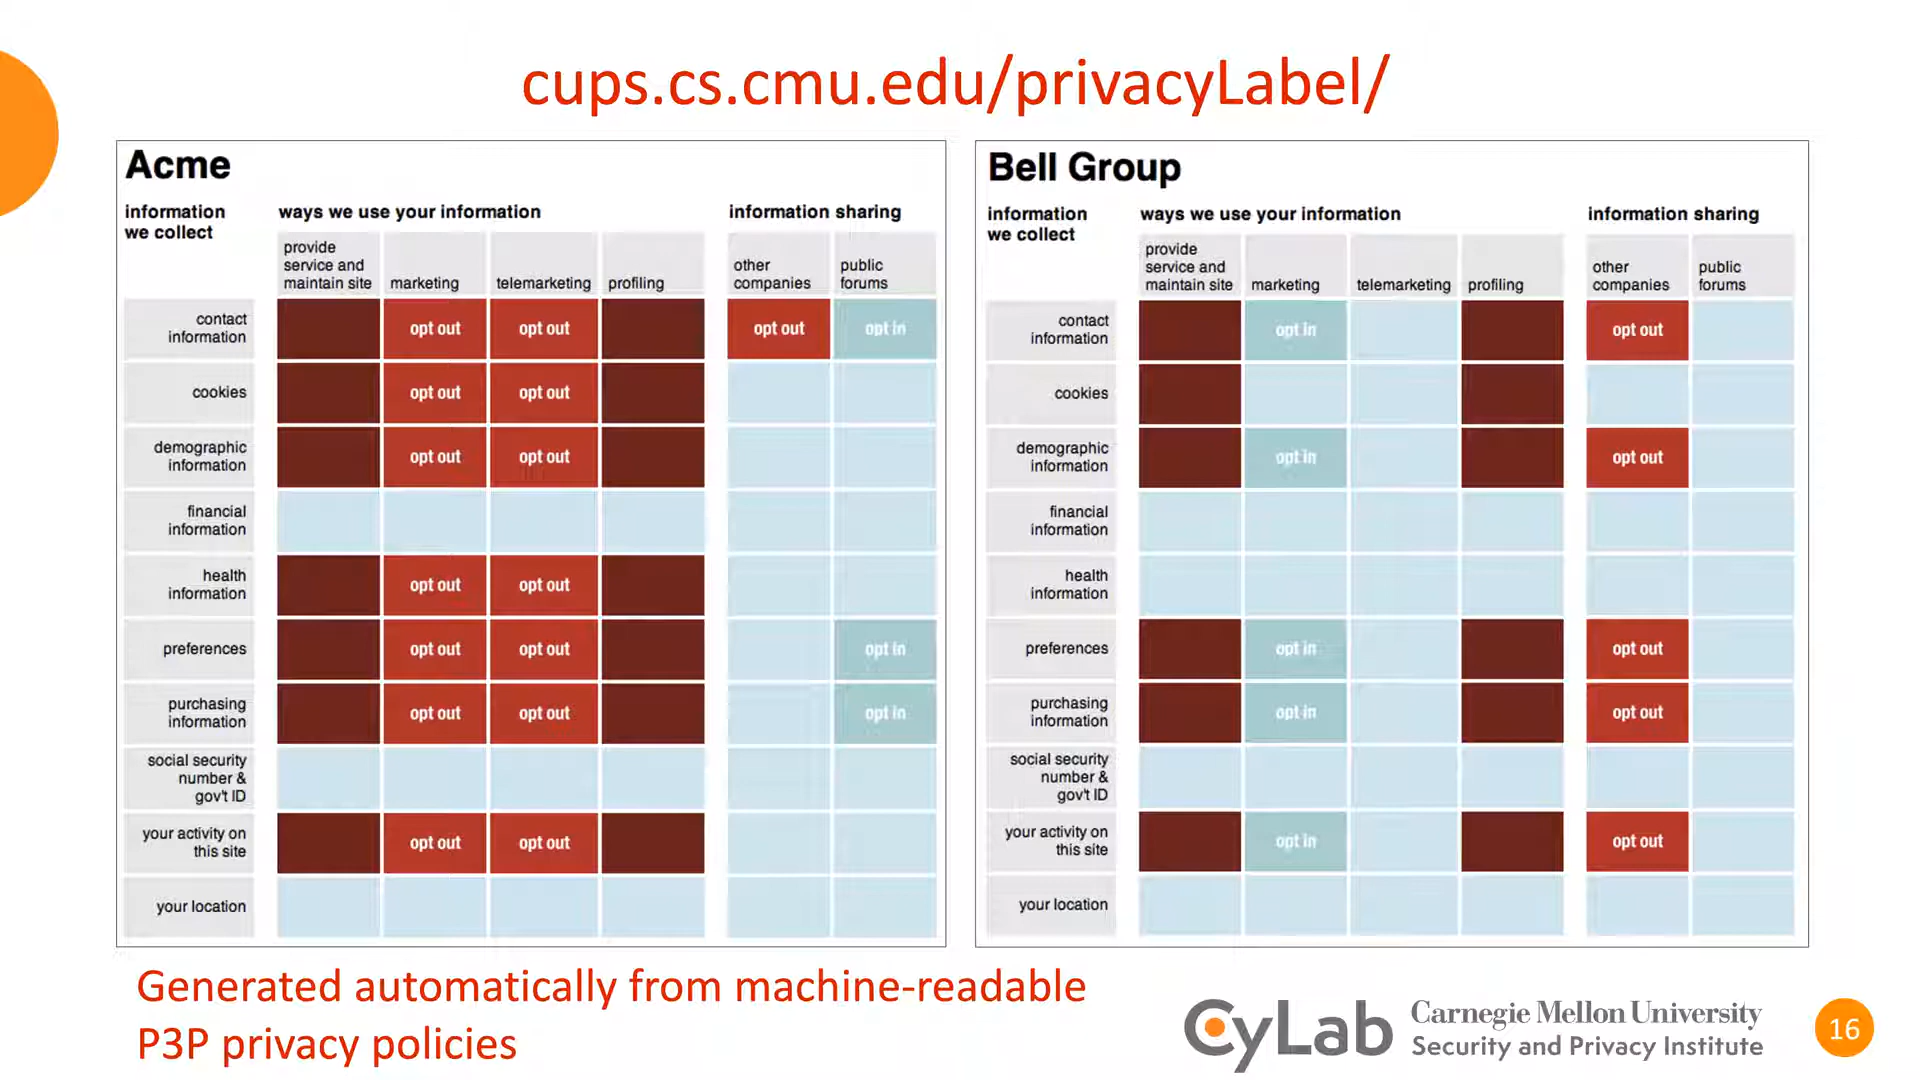 cups.cs.cmu.edu/privacyLabel/
Acme
information
we collect
ways we use your information
information sharing
provide
service and
maintain site
marketing
telemarketing
profiling
other
companies
public
forums
contact
information
opt out
opt out
opt out
opt in
cookies
opt out
opt out
demographic
information
opt out
opt out
financial
information
health
information
opt out
opt out
preferences
opt out
opt out
opt in
purchasing
information
opt out
opt out
opt in
social security
number &
gov't ID
your activity on
this site
opt out
opt out
your location
Bell Group
information
we collect
ways we use your information
information sharing
provide
service and
maintain site
marketing
telemarketing
profiling
other
companies
public
forums
contact
information
opt in
opt out
cookies
demographic
information
opt in
opt out
financial
information
health
information
preferences
opt in
opt out
purchasing
information
opt in
opt out
social security
number &
gov't ID
your activity on
this site
opt in
opt out
your location
Generated automatically from machine-readable
P3P privacy policies
CyLab
Carnegie Mellon University
Security and Privacy Institute
16